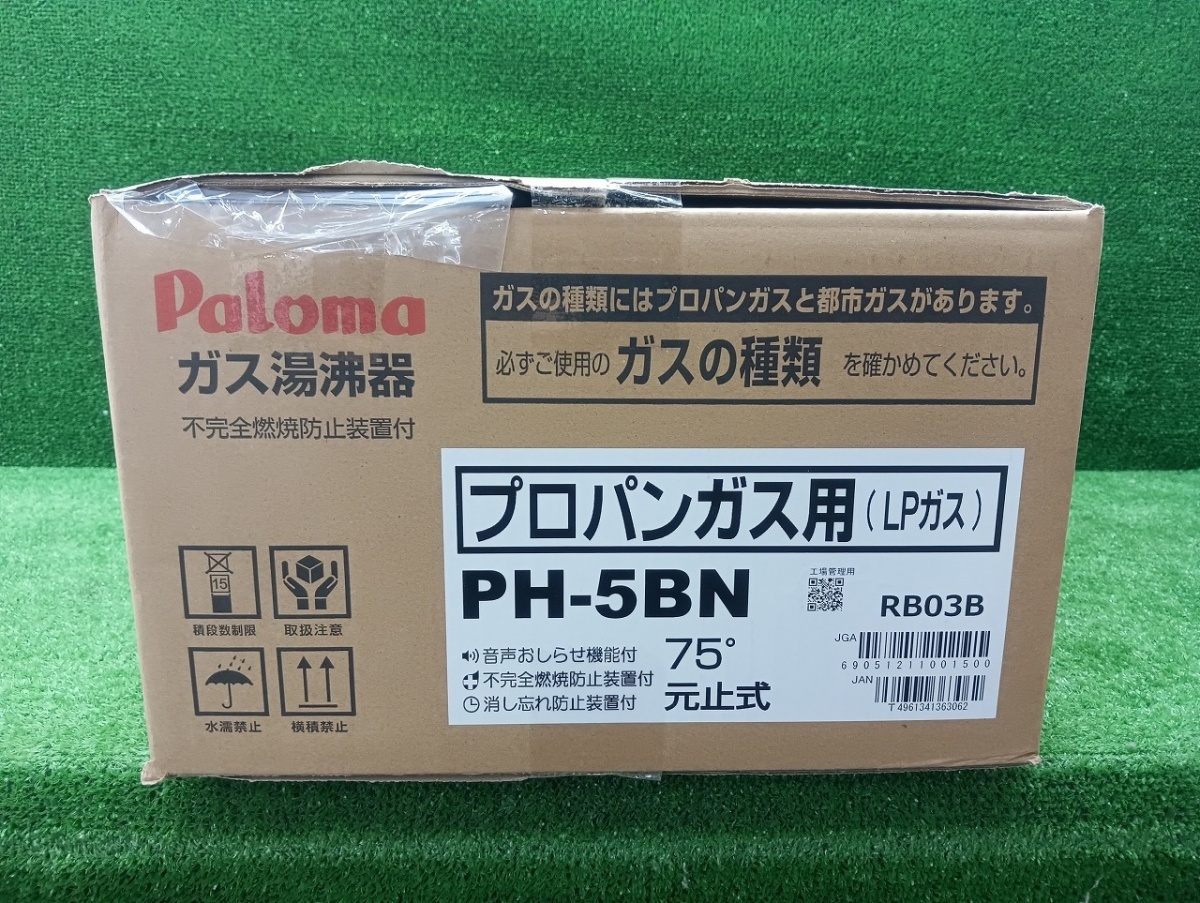 Paloma
ガス湯沸器
不完全燃焼防止装置付
ガスの種類にはプロパンガスと都市ガスがあります。
必ずご使用の ガスの種類 を確かめてください。
プロパンガス用(LPガス)
PH-5BN
工場管理用
RB03B
音声おしらせ機能付
不完全燃焼防止装置付
消し忘れ防止装置付
75°
元止式
JGA
69051211001500
JAN
T4961341363062
15
積段数制限
取扱注意
水濡禁止
横積禁止